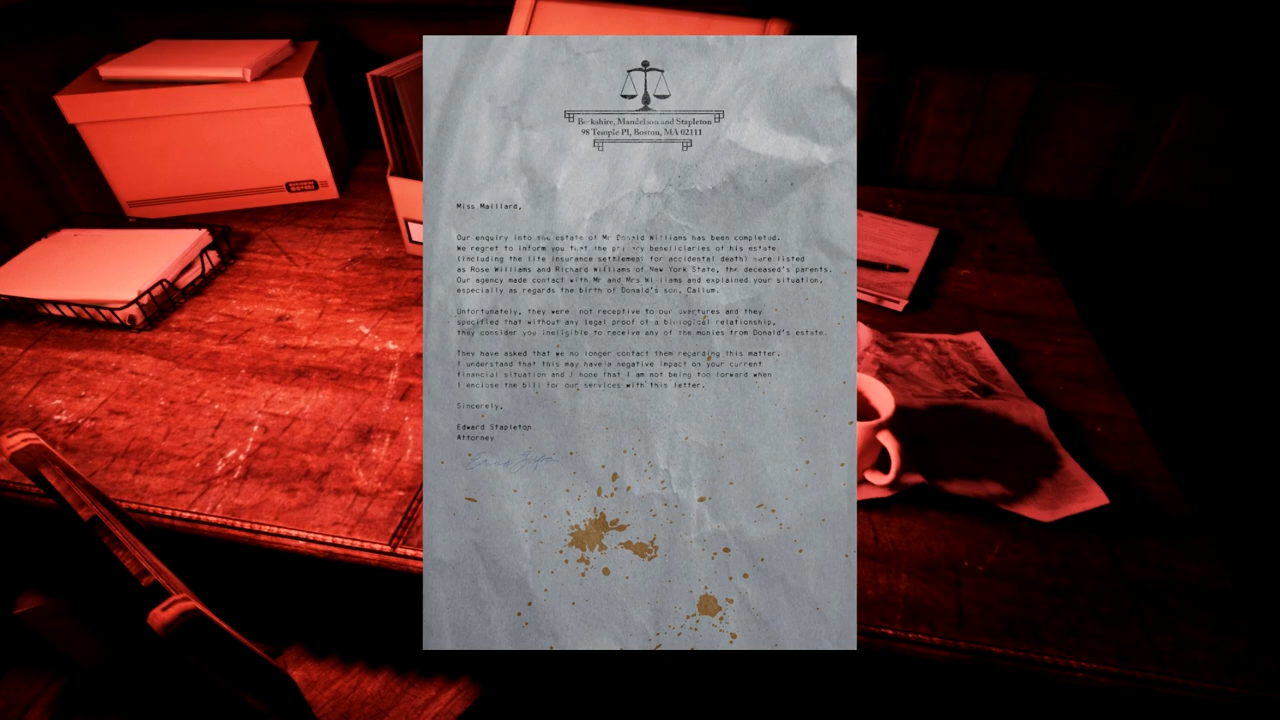 Berkshire, Mandelson and Stapleton
98 Temple Pl, Boston, MA 02111
Miss Maillard,
Our enquiry into the estate of Mr Donald Williams has been completed.
We regret to inform you that the primary beneficiaries of his estate
(including the life insurance settlement for accidental death) were listed
as Rose Williams and Richard Williams of New York State, the deceased's parents.
Our agency made contact with Mr and Mrs Williams and explained your situation,
especially as regards the birth of Donald's son, Callum.
Unfortunately, they were not receptive to our overtures and they
specified that without any legal proof of a biological relationship,
they consider you ineligible to receive any of the monies from Donald's estate.
They have asked that we no longer contact them regarding this matter.
I understand that this may have a negative impact on your current
financial situation and I hope that I am not being too forward when
I enclose the bill for our services with this letter.
Sincerely,
Edward Stapleton
Attorney